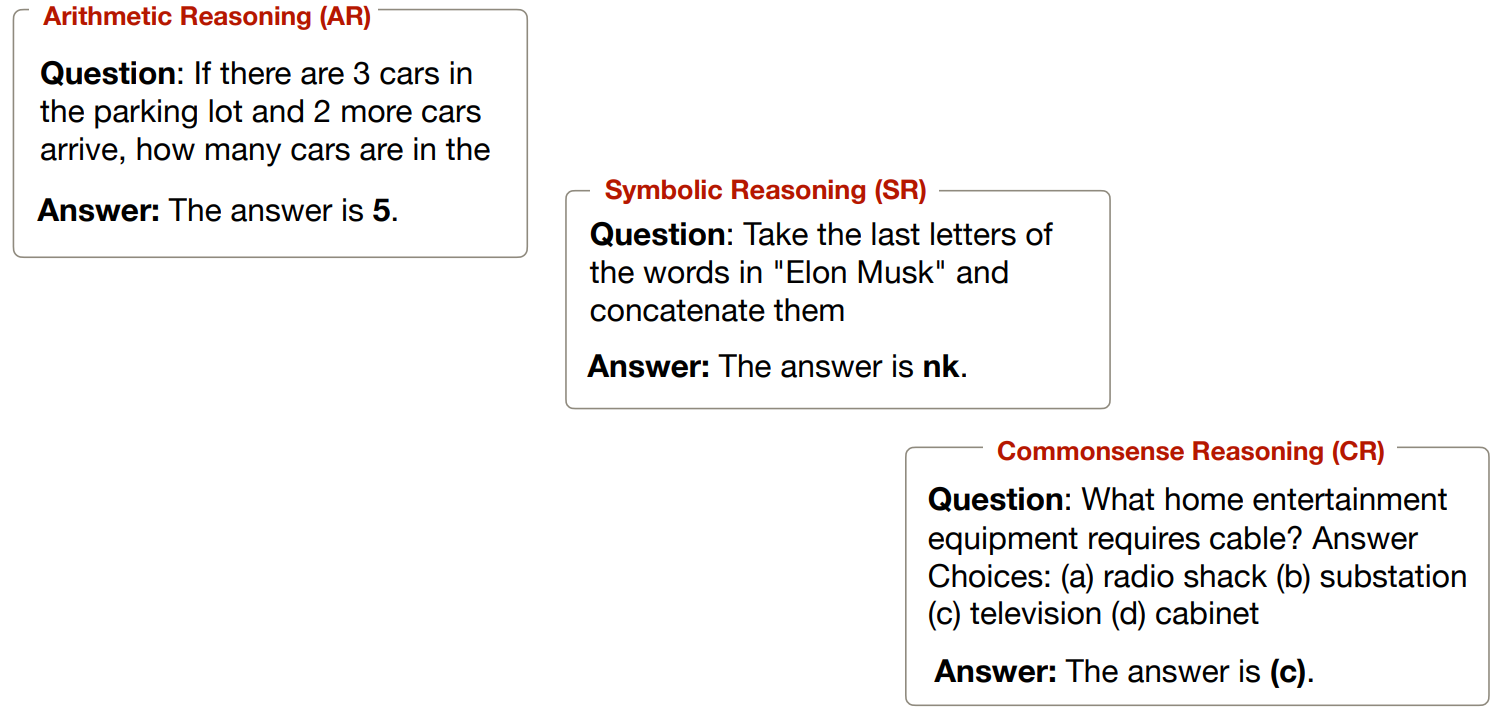 Arithmetic Reasoning (AR)
Question: If there are 3 cars in
the parking lot and 2 more cars
arrive, how many cars are in the
Answer: The answer is 5.
Symbolic Reasoning (SR)
Question: Take the last letters of
the words in "Elon Musk" and
concatenate them
Answer: The answer is nk.
Commonsense Reasoning (CR)
Question: What home entertainment
equipment requires cable? Answer
Choices: (a) radio shack (b) substation
(c) television (d) cabinet
Answer: The answer is (c).